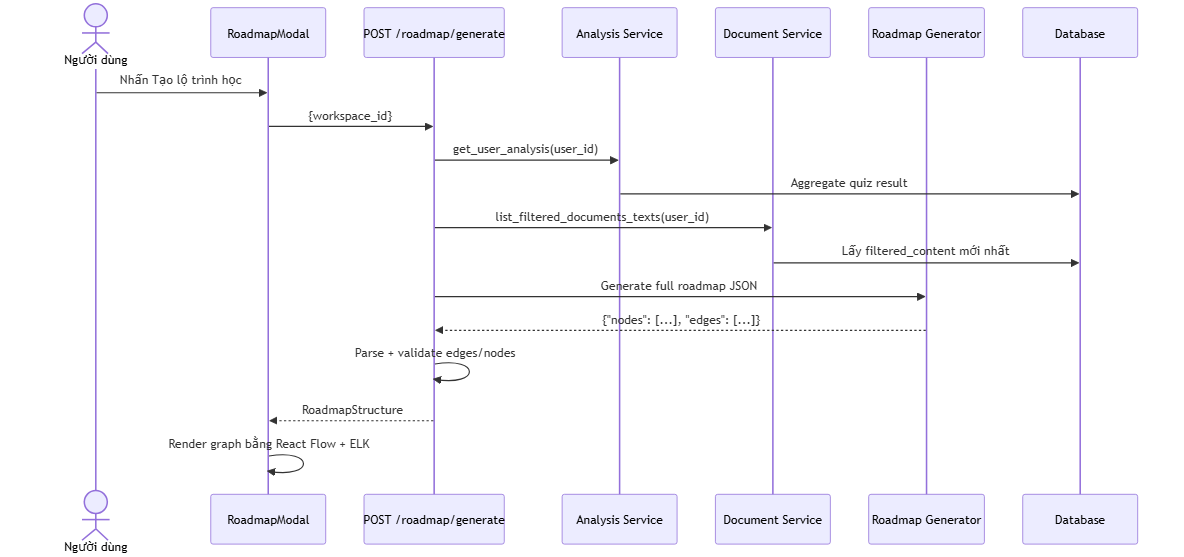 Người dùng
RoadmapModal
POST /roadmap/generate
Analysis Service
Document Service
Roadmap Generator
Database
Nhấn Tạo lộ trình học
{workspace_id}
get_user_analysis(user_id)
Aggregate quiz result
list_filtered_documents_texts(user_id)
Lấy filtered_content mới nhất
Generate full roadmap JSON
{"nodes": [...], "edges": [...]}
Parse + validate edges/nodes
RoadmapStructure
Render graph bằng React Flow + ELK
Người dùng
RoadmapModal
POST /roadmap/generate
Analysis Service
Document Service
Roadmap Generator
Database